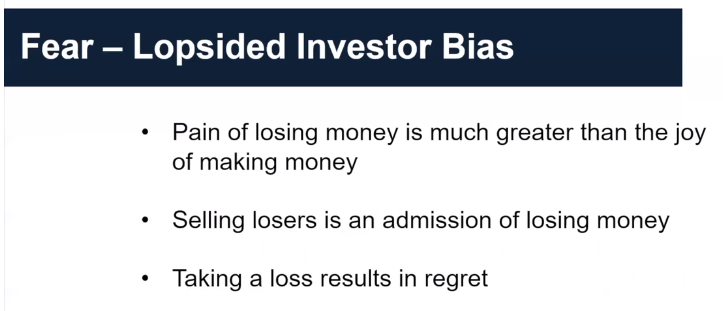 Fear – Lopsided Investor Bias
• Pain of losing money is much greater than the joy
of making money
• Selling losers is an admission of losing money
• Taking a loss results in regret